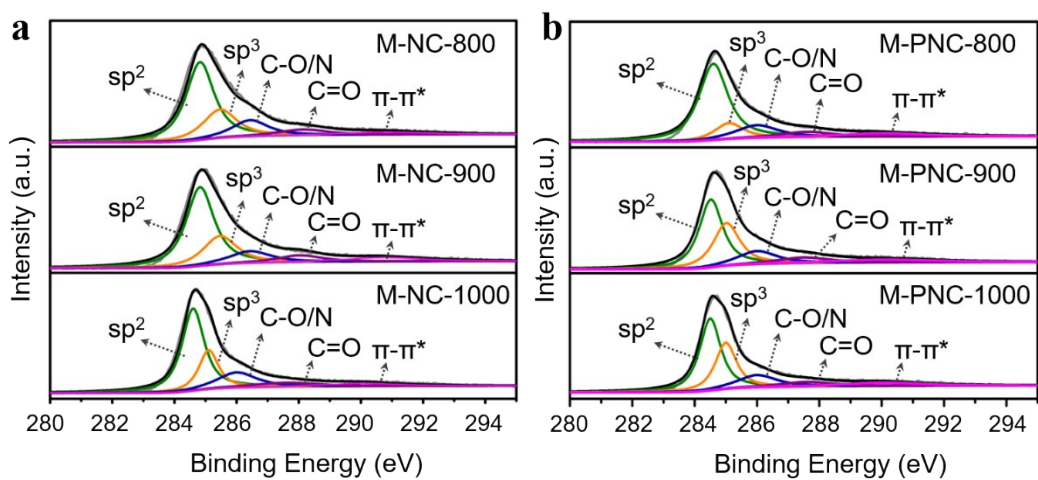 a
M-NC-800
sp²
sp³
C-O/N
C=O
π-π*
M-NC-900
sp²
sp³
C-O/N
C=O
π-π*
M-NC-1000
sp²
sp³
C-O/N
C=O
π-π*
Intensity (a.u.)
280 282 284 286 288 290 292 294
Binding Energy (eV)
b
M-PNC-800
sp²
sp³
C-O/N
C=O
π-π*
M-PNC-900
sp²
sp³
C-O/N
C=O
π-π*
M-PNC-1000
sp²
sp³
C-O/N
C=O
π-π*
Intensity (a.u.)
280 282 284 286 288 290 292 294
Binding Energy (eV)